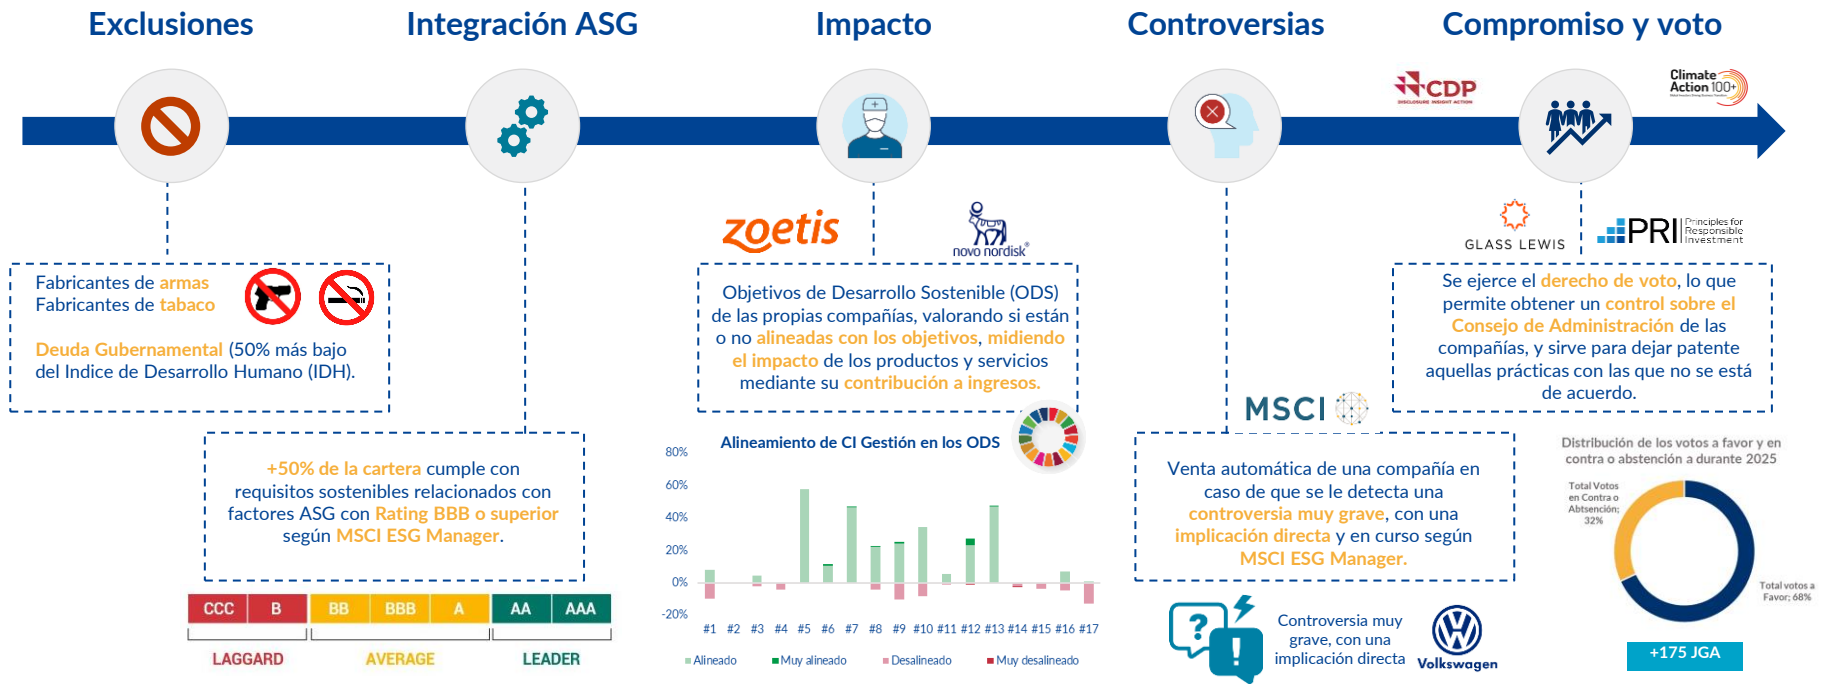 Exclusiones
Integración ASG
Impacto
Controversias
Compromiso y voto
CDP
DISCLOSURE INSIGHT ACTION
Climate
Action 100+
Fabricantes de armas
Fabricantes de tabaco
Deuda Gubernamental (50% más bajo
del Indice de Desarrollo Humano (IDH).
+50% de la cartera cumple con
requisitos sostenibles relacionados con
factores ASG con Rating BBB o superior
según MSCI ESG Manager.
CCC B BB BBB A AA AAA
LAGGARD AVERAGE LEADER
zoetis
novo nordisk®
Objetivos de Desarrollo Sostenible (ODS)
de las propias compañías, valorando si están
o no alineadas con los objetivos, midiendo
el impacto de los productos y servicios
mediante su contribución a ingresos.
Alineamiento de CI Gestión en los ODS
80%
60%
40%
20%
0%
-20%
#1 #2 #3 #4 #5 #6 #7 #8 #9 #10 #11 #12 #13 #14 #15 #16 #17
Alineado Muy alineado Desalineado Muy desalineado
MSCI
Venta automática de una compañía en
caso de que se le detecta una
controversia muy grave, con una
implicación directa y en curso según
MSCI ESG Manager.
? !
Controversia muy
grave, con una
implicación directa
Volkswagen
GLASS LEWIS
PRI Principles for
Responsible
Investment
Se ejerce el derecho de voto, lo que
permite obtener un control sobre el
Consejo de Administración de las
compañías, y sirve para dejar patente
aquellas prácticas con las que no se está
de acuerdo.
Distribución de los votos a favor y en
contra o abstención a durante 2025
Total Votos
en Contra o
Abtsención;
32%
Total votos a
Favor; 68%
+175 JGA